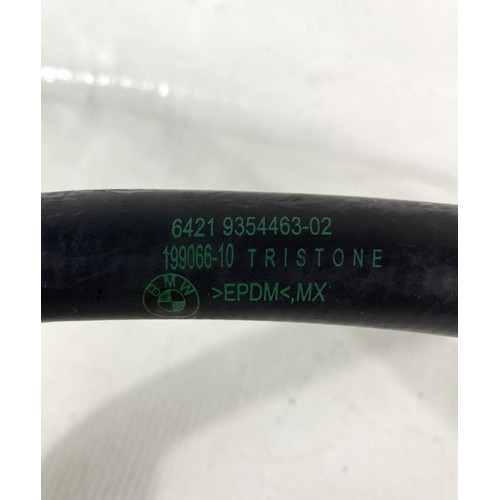 6421 9354463-02
199066-10 TRISTONE
BMW >EPDM<,MX